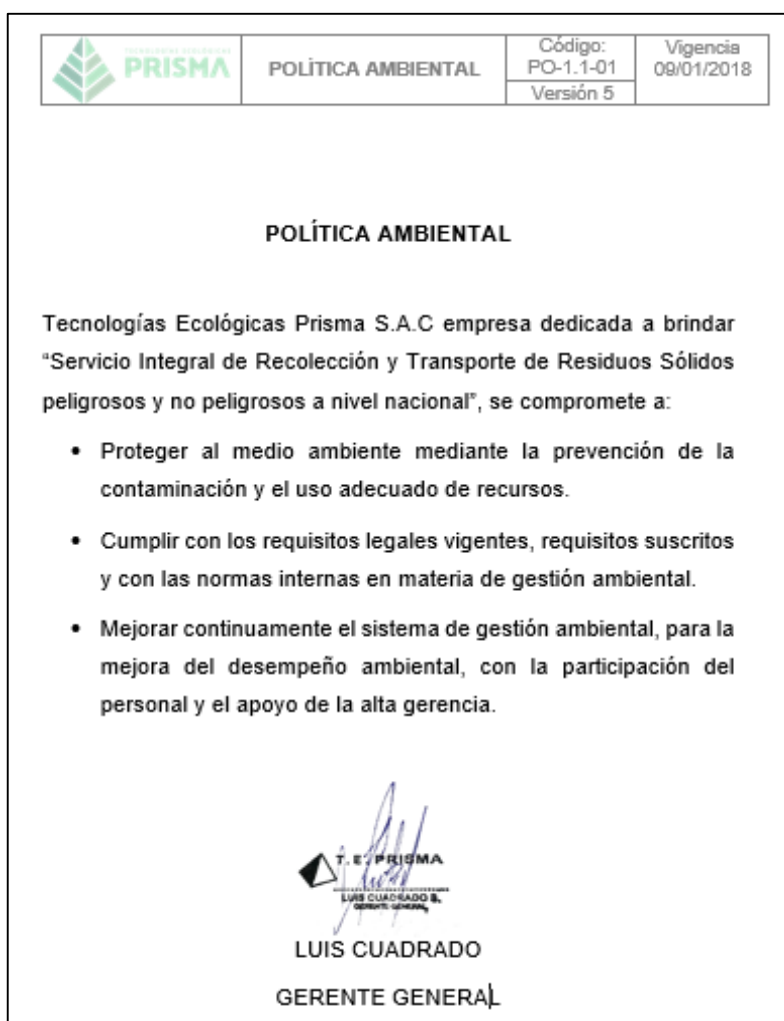 TECNOLOGÍAS ECOLÓGICAS
PRISMA
POLÍTICA AMBIENTAL
Código:
PO-1.1-01
Versión 5
Vigencia
09/01/2018
POLÍTICA AMBIENTAL
Tecnologías Ecológicas Prisma S.A.C empresa dedicada a brindar
“Servicio Integral de Recolección y Transporte de Residuos Sólidos
peligrosos y no peligrosos a nivel nacional”, se compromete a:
• Proteger al medio ambiente mediante la prevención de la
contaminación y el uso adecuado de recursos.
• Cumplir con los requisitos legales vigentes, requisitos suscritos
y con las normas internas en materia de gestión ambiental.
• Mejorar continuamente el sistema de gestión ambiental, para la
mejora del desempeño ambiental, con la participación del
personal y el apoyo de la alta gerencia.
T. E. PRISMA
LUIS CUADRADO B.
GERENTE GENERAL
LUIS CUADRADO
GERENTE GENERAL